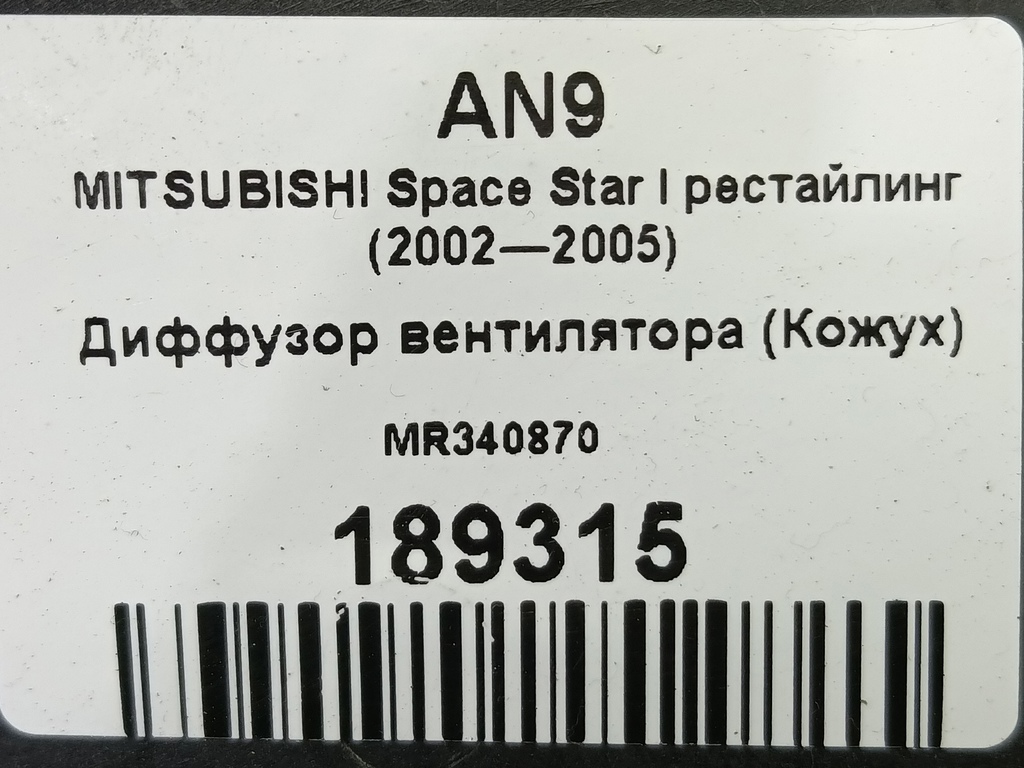 AN9
MITSUBISHI Space Star I рестайлинг
(2002—2005)
Диффузор вентилятора (Кожух)
MR340870
189315